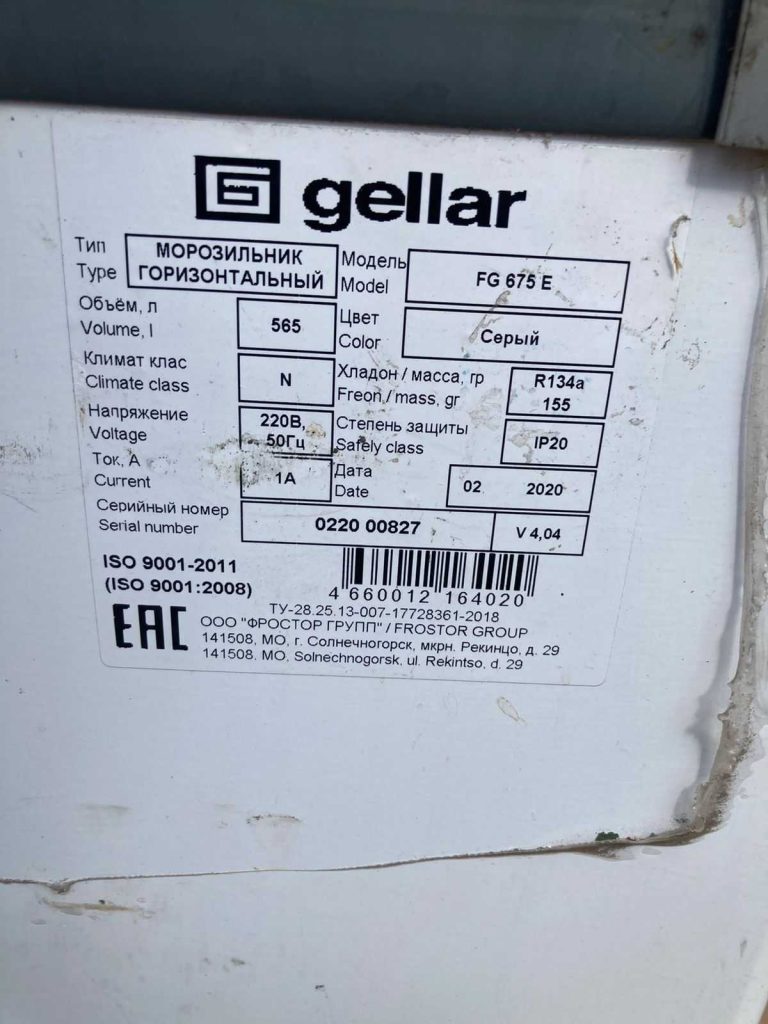 gellar
Тип МОРОЗИЛЬНИК Модель
Type ГОРИЗОНТАЛЬНЫЙ Model FG 675 E
Объём, л Цвет
Volume, l 565 Color Серый
Климат клас Хладон / масса, гр R134a
Climate class N Freon / mass, gr 155
Напряжение 220В, Степень защиты
Voltage 50Гц Safely class IP20
Ток, А Дата
Current 1А Date 02 2020
Серийный номер
Serial number 0220 00827 V 4,04
ISO 9001-2011
(ISO 9001:2008)
4 660012 164020
ТУ-28.25.13-007-17728361-2018
EAC ООО "ФРОСТОР ГРУПП" / FROSTOR GROUP
141508, МО, г. Солнечногорск, мкрн. Рекинцо, д. 29
141508, MO, Solnechnogorsk, ul. Rekintso, d. 29